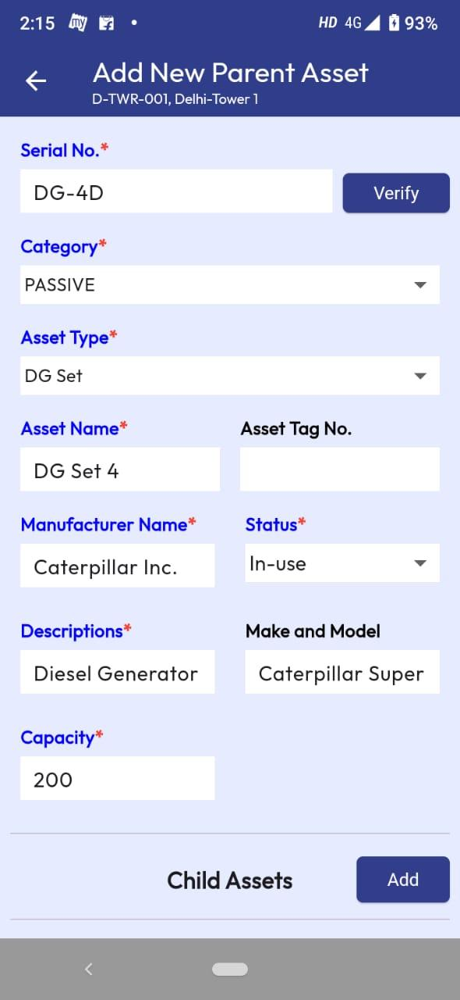 2:15 my HD 4G 93%
Add New Parent Asset
D-TWR-001, Delhi-Tower 1
Serial No.*
DG-4D Verify
Category*
PASSIVE
Asset Type*
DG Set
Asset Name* Asset Tag No.
DG Set 4
Manufacturer Name* Status*
Caterpillar Inc. In-use
Descriptions* Make and Model
Diesel Generator Caterpillar Super
Capacity*
200
Child Assets Add